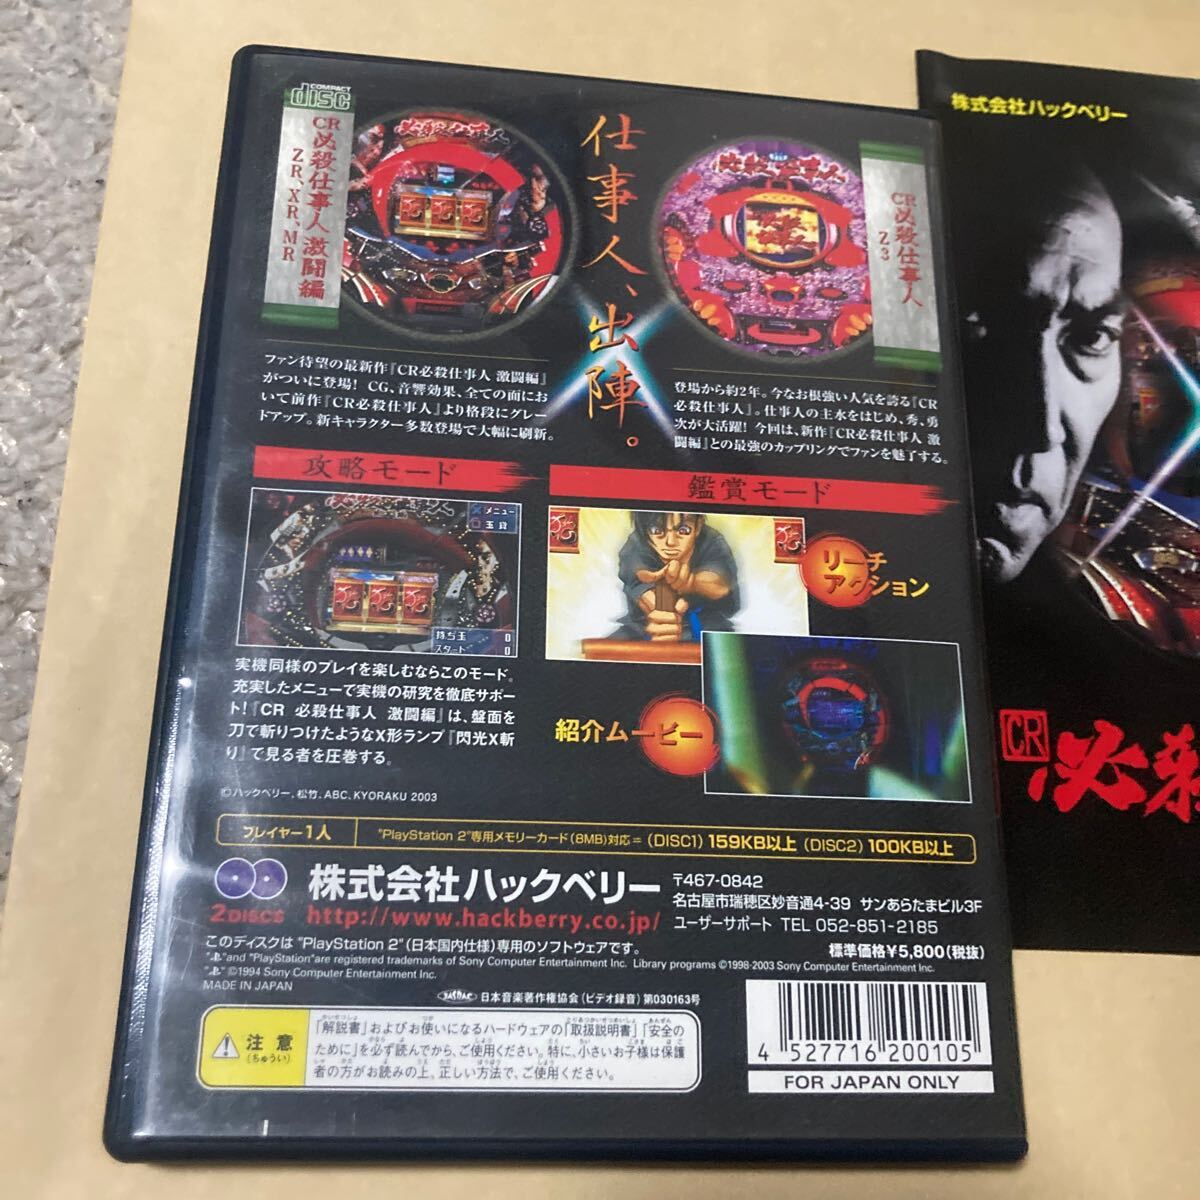 COMPACT
disc
CR必殺仕事人 激闘編
ZR、XR、MR
必殺仕事人
仕事人、出陣。
必殺仕事人
CR必殺仕事人
Z3
ファン待望の最新作『CR必殺仕事人 激闘編』
がついに登場! CG、音響効果、全ての面にお
いて前作『CR必殺仕事人』より格段にグレー
ドアップ。新キャラクター多数登場で大幅に刷新。
登場から約2年。今なお根強い人気を誇る『CR
必殺仕事人』。仕事人の主水をはじめ、秀、勇
次が大活躍! 今回は、新作『CR必殺仕事人 激
闘編』との最強のカップリングでファンを魅了する。
攻略モード
メニュー
玉貸
持ち玉 0
スタート 0
実機同様のプレイを楽しむならこのモード。
充実したメニューで実機の研究を徹底サポー
ト!『CR 必殺仕事人 激闘編』は、盤面を
刀で斬りつけたようなX形ランプ『閃光X斬
り』で見る者を圧巻する。
鑑賞モード
リーチ
アクション
紹介ムービー
©ハックベリー、松竹、ABC、KYORAKU 2003
プレイヤー1人
"PlayStation 2"専用メモリーカード(8MB)対応=(DISC1) 159KB以上 (DISC2) 100KB以上
2DISCS
株式会社ハックベリー
http://www.hackberry.co.jp/
〒467-0842
名古屋市瑞穂区妙音通4-39 サンあらたまビル3F
ユーザーサポート TEL 052-851-2185
このディスクは "PlayStation 2"(日本国内仕様)専用のソフトウェアです。
標準価格¥5,800(税抜)
" "and "PlayStation"are registered trademarks of Sony Computer Entertainment Inc. Library programs ©1998-2003 Sony Computer Entertainment Inc.
" " ©1994 Sony Computer Entertainment Inc.
MADE IN JAPAN
JASRAC 日本音楽著作権協会(ビデオ録音) 第030163号
注意
(ちゅうい)
「解説書」およびお使いになるハードウェアの「取扱説明書」「安全の
ために」を必ず読んでから、ご使用ください。特に、小さいお子様は保護
者の方がお読みの上、正しい方法で、ご使用ください。
4 527716 200105
FOR JAPAN ONLY
株式会社ハックベリー
CR
必殺